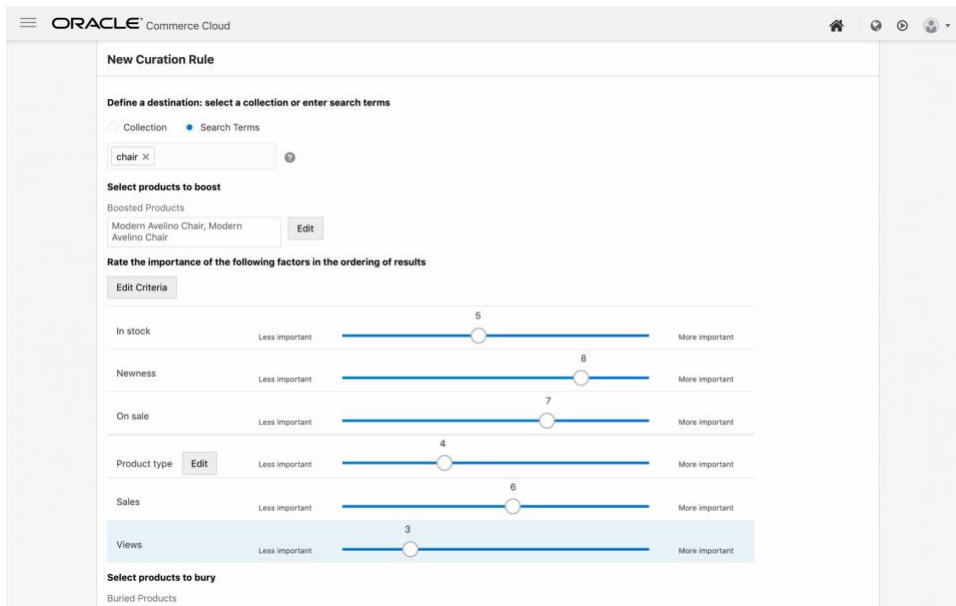 ORACLE Commerce Cloud
New Curation Rule
Define a destination: select a collection or enter search terms
Collection Search Terms
chair ×
Select products to boost
Boosted Products
Modern Avelino Chair, Modern
Avelino Chair
Edit
Rate the importance of the following factors in the ordering of results
Edit Criteria
5
In stock Less important More important
8
Newness Less important More important
7
On sale Less important More important
4
Product type Edit Less important More important
6
Sales Less important More important
3
Views Less important More important
Select products to bury
Buried Products